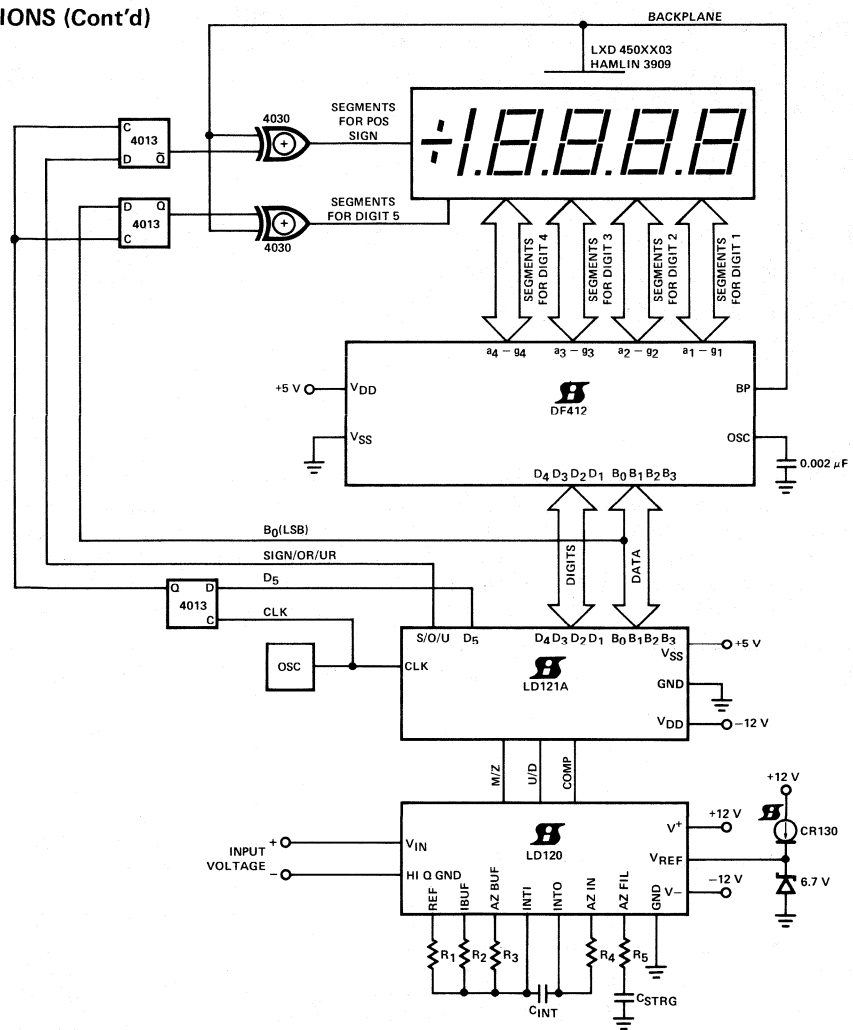 IONS (Cont'd)
BACKPLANE
LXD 450XX03
HAMLIN 3909
SEGMENTS
FOR POS
SIGN
4030
C
4013
D
Q̅
÷1.8.8.8.8
SEGMENTS
FOR DIGIT 5
4030
D
Q
4013
C
SEGMENTS
FOR DIGIT 4
SEGMENTS
FOR DIGIT 3
SEGMENTS
FOR DIGIT 2
SEGMENTS
FOR DIGIT 1
a4 – g4
a3 – g3
a2 – g2
a1 – g1
+5 V
VDD
BP
DF412
VSS
OSC
0.002 μF
D4 D3 D2 D1
B0 B1 B2 B3
B0(LSB)
SIGN/OR/UR
DIGITS
DATA
D5
Q
D
4013
C
CLK
S/O/U
D5
D4 D3 D2 D1
B0 B1 B2 B3
VSS
+5 V
OSC
CLK
LD121A
GND
VDD
–12 V
M/Z
U/D
COMP
+12 V
+
INPUT
VOLTAGE
–
VIN
HI Q GND
LD120
V+
+12 V
CR130
VREF
V–
–12 V
6.7 V
REF
IBUF
AZ BUF
INTI
INTO
AZ IN
AZ FIL
GND
R1
R2
R3
R4
R5
CINT
CSTRG